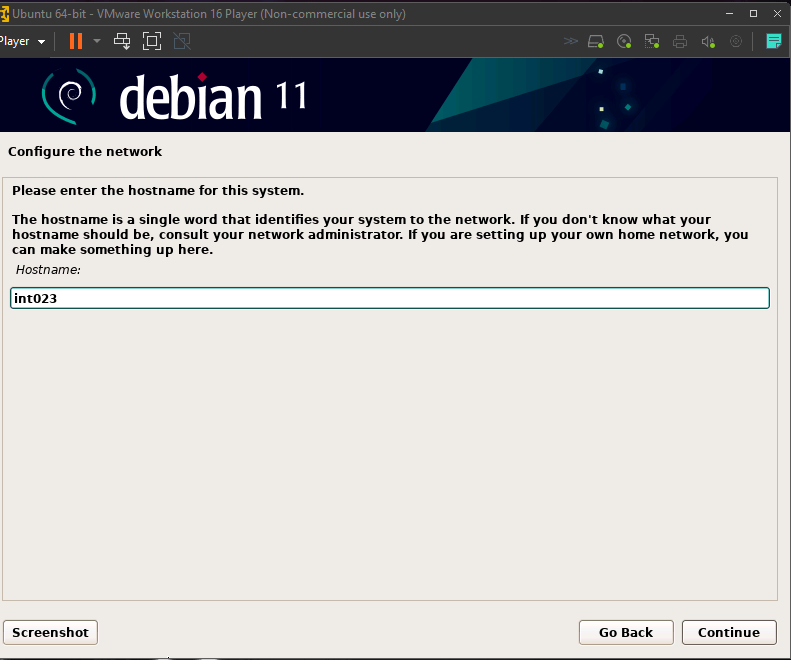 Ubuntu 64-bit - VMware Workstation 16 Player (Non-commercial use only)
Player
debian 11
Configure the network
Please enter the hostname for this system.
The hostname is a single word that identifies your system to the network. If you don't know what your
hostname should be, consult your network administrator. If you are setting up your own home network, you
can make something up here.
Hostname:
int023
Screenshot
Go Back
Continue